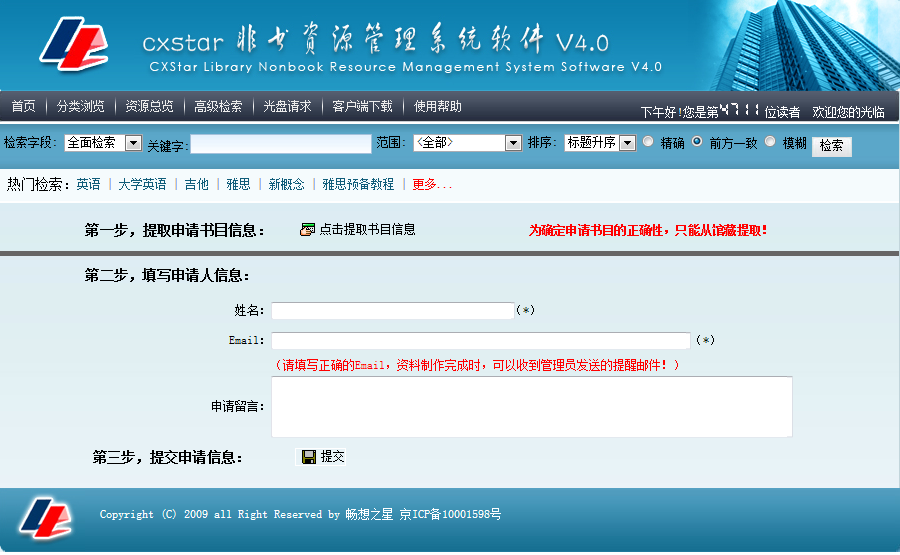 cxstar 非书资源管理系统软件 V4.0
CXStar Library Nonbook Resource Management System Software V4.0
首页 分类浏览 资源总览 高级检索 光盘请求 客户端下载 使用帮助
下午好!您是第4711位读者 欢迎您的光临
检索字段: 全面检索 关键字: 范围: <全部> 排序: 标题升序 精确 前方一致 模糊 检索
热门检索: 英语 | 大学英语 | 吉他 | 雅思 | 新概念 | 雅思预备教程 | 更多...
第一步，提取申请书目信息: 点击提取书目信息 为确定申请书目的正确性，只能从馆藏提取!
第二步，填写申请人信息:
姓名: (*)
Email: (*)
(请填写正确的Email，资料制作完成时，可以收到管理员发送的提醒邮件! )
申请留言:
第三步，提交申请信息: 提交
Copyright (C) 2009 all Right Reserved by 畅想之星 京ICP备10001598号